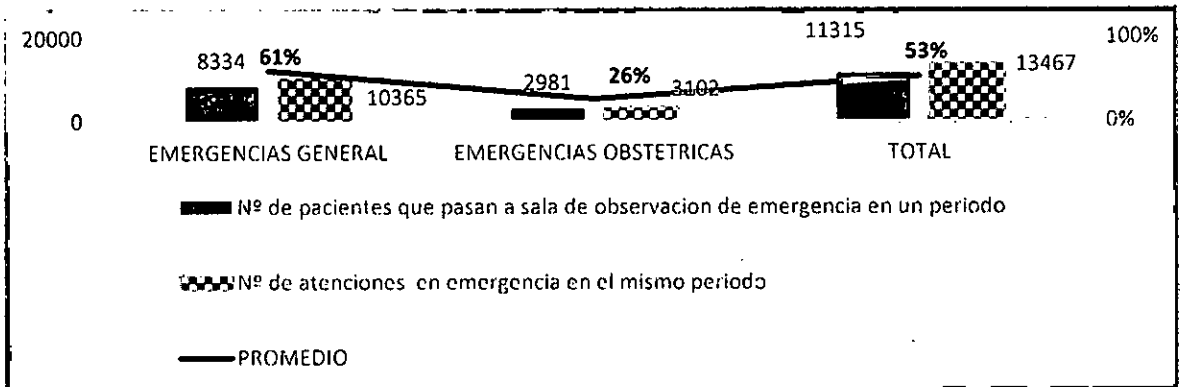 11315
20000 100%
8334 61% 53%
2981 26% 13467
10365 3102
0 0%
EMERGENCIAS GENERAL EMERGENCIAS OBSTETRICAS TOTAL
Nº de pacientes que pasan a sala de observacion de emergencia en un periodo
Nº de atenciones en emergencia en el mismo periodo
PROMEDIO